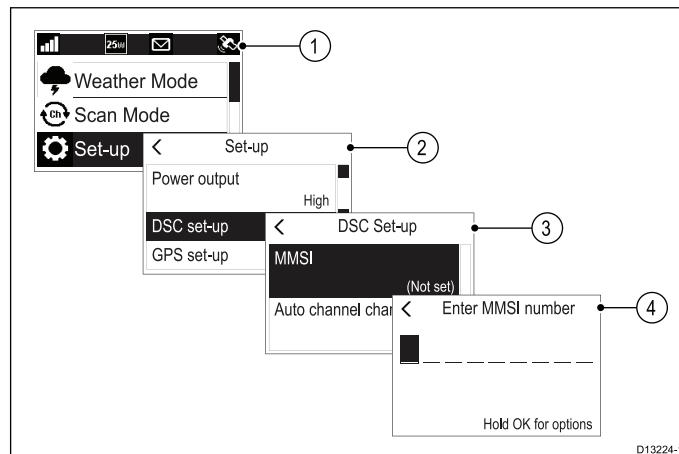 25W
1
Weather Mode
Ch
Scan Mode
Set-up
Set-up
2
Power output
High
DSC set-up
DSC Set-up
3
GPS set-up
MMSI
(Not set)
Auto channel
Enter MMSI number
4
Hold OK for options
D13224-